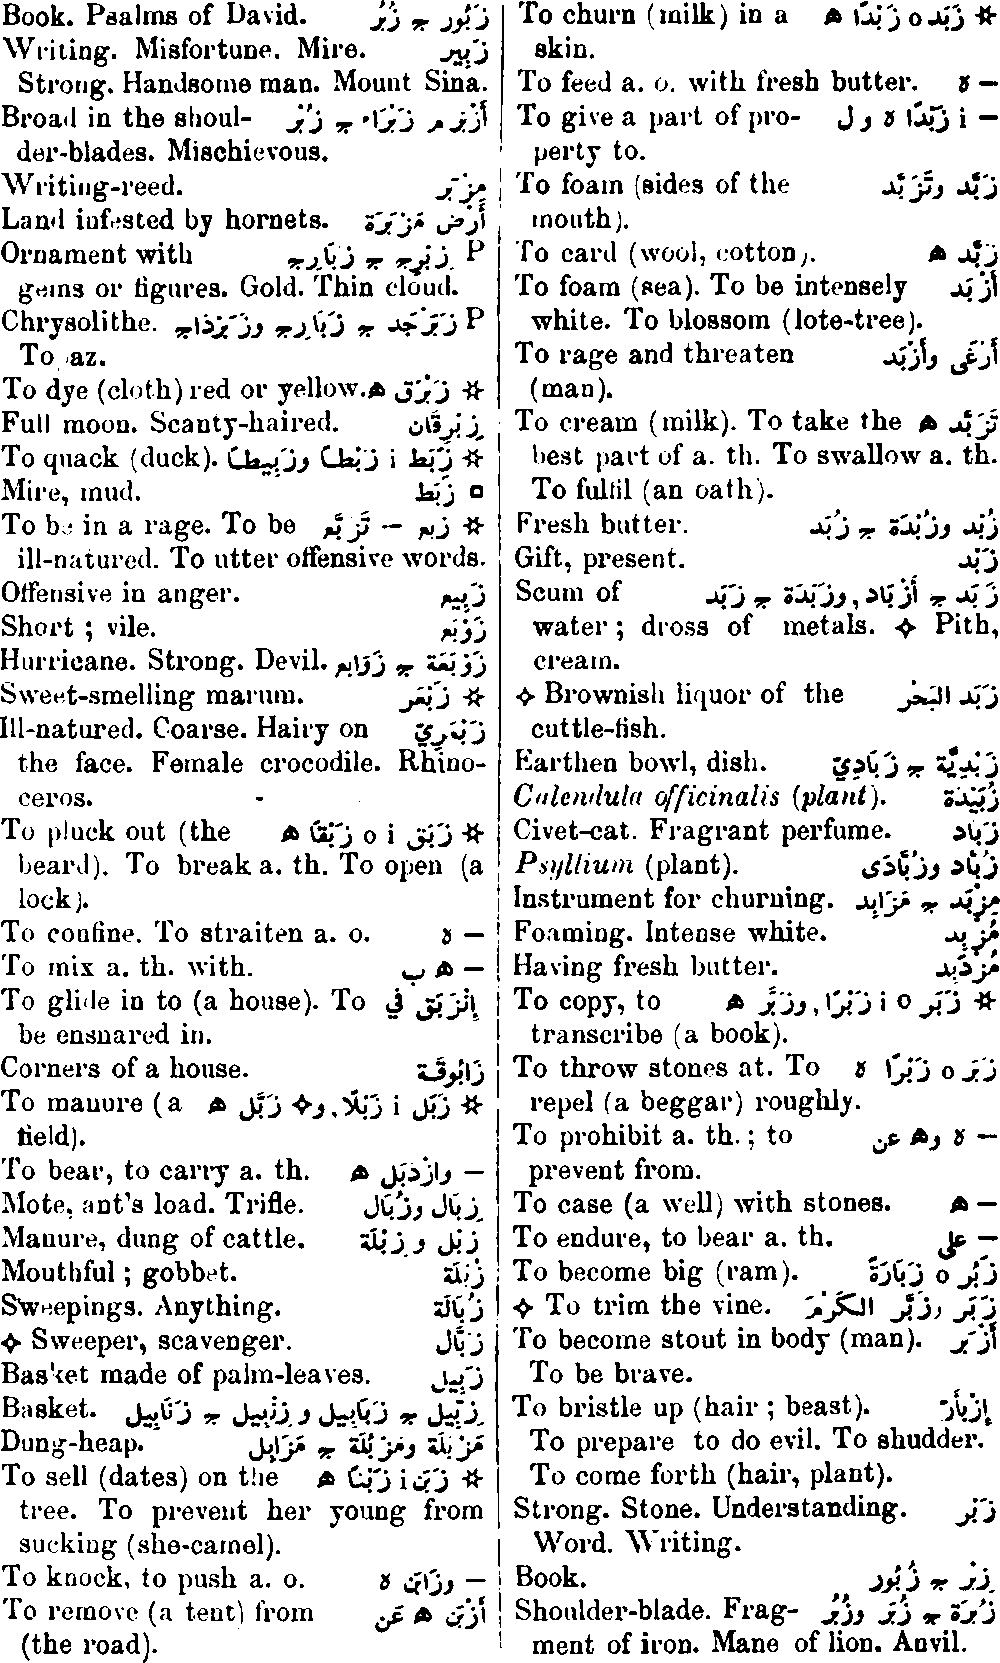 To churn (milk) in a ✲ زَبَد o زَبْدًا ه
skin.
To feed a. o. with fresh butter. — ه
To give a part of pro- — i زَبْدًا ه و ل
perty to.
To foam (sides of the زَبَّد وتَزَبَّد
mouth).
To card (wool, cotton). زَبَّد ه
To foam (sea). To be intensely أَزْبَد
white. To blossom (lote-tree).
To rage and threaten أَرْغَى وأَزْبَد
(man).
To cream (milk). To take the تَزَبَّد ه
best part of a. th. To swallow a. th.
To fulfil (an oath).
Fresh butter. زُبْد وزُبْدَة ج زُبَد
Gift, present. زَبْد
Scum of زَبَد ج أَزْبَاد, وزَبَدَة ج زَبَد
water ; dross of metals. ✧ Pith,
cream.
✧ Brownish liquor of the زَبَد البَحْر
cuttle-fish.
Earthen bowl, dish. زِبْدِيَّة ج زَبَادِيّ
Calendula officinalis (plant). زُبَيْدَة
Civet-cat. Fragrant perfume. زَبَاد
Psyllium (plant). زُبَّاد وزُبَّادَى
Instrument for churning. مِزْبَد ج مَزَابِد
Foaming. Intense white. مُزْبِد
Having fresh butter. مُزْدَبِد
To copy, to ✲ زَبَر i o زَبْرًا, وزَبَّر ه
transcribe (a book).
To throw stones at. To زَبَر o زَبْرًا ه
repel (a beggar) roughly.
To prohibit a. th. ; to — ه وه عن
prevent from.
To case (a well) with stones. — ه
To endure, to bear a. th. — على
To become big (ram). زَبُر o زَبَارَةً
✧ To trim the vine. زَبَر وزَبَّر الكَرْمَ
To become stout in body (man). أَزْبَر
To be brave.
To bristle up (hair ; beast). إِزْبَأَرَّ
To prepare to do evil. To shudder.
To come forth (hair, plant).
Strong. Stone. Understanding. زَبْر
Word. Writing.
Book. زِبْر ج زُبُور
Shoulder-blade. Frag- زُبْرَة ج زُبَر وزُبُر
ment of iron. Mane of lion. Anvil.
Book. Psalms of David. زَبُور ج زُبُر
Writing. Misfortune. Mire. زَبِير
Strong. Handsome man. Mount Sina.
Broad in the shoul- أَزْبَر م زَبْرَاء ج زُبْر
der-blades. Mischievous.
Writing-reed. مِزْبَر
Land infested by hornets. أَرْض مَزْبَرَة
Ornament with P زِبْرِج ج زَبَارِج
gems or figures. Gold. Thin cloud.
Chrysolithe. P زَبَرْجَد ج زَبَارِج وزَبَرْذَاج
Topaz.
To dye (cloth) red or yellow. ✲ زَبْرَق ه
Full moon. Scanty-haired. زِبْرِقَان
To quack (duck). ✲ زَبَط i زَبْطًا وزَبِيطًا
Mire, mud. □ زَبَط
To be in a rage. To be ✲ زبع — تَزَبَّع
ill-natured. To utter offensive words.
Offensive in anger. زَبِيع
Short ; vile. زَوْبَع
Hurricane. Strong. Devil. زَوْبَعَة ج زَوَابِع
Sweet-smelling marum. ✲ زَبْعَر
Ill-natured. Coarse. Hairy on زَبْعَرِيّ
the face. Female crocodile. Rhino-
ceros.
To pluck out (the ✲ زَبَق i o زَبْقًا ه
beard). To break a. th. To open (a
lock).
To confine. To straiten a. o. — ه
To mix a. th. with. — ه ب
To glide in to (a house). To إِنْزَبَق في
be ensnared in.
Corners of a house. زَابُوقَة
To manure (a ✲ زَبَل i زَبْلًا, و✧ زَبَّل ه
field).
To bear, to carry a. th. — وازْدَبَل ه
Mote, ant's load. Trifle. زِبَال وزُبَال
Manure, dung of cattle. زِبْل و زِبْلَة
Mouthful ; gobbet. زُبْلَة
Sweepings. Anything. زُبَالَة
✧ Sweeper, scavenger. زَبَّال
Basket made of palm-leaves. زَبِيل
Basket. زِبِّيل ج زَبَابِيل و زِنْبِيل ج زَنَابِيل
Dung-heap. مَزْبَلَة ومَزْبُلَة ج مَزَابِل
To sell (dates) on the ✲ زَبَن i زَبْنًا ه
tree. To prevent her young from
sucking (she-camel).
To knock, to push a. o. — وزَابَن ه
To remove (a tent) from أَزْبَن ه عَن
(the road).